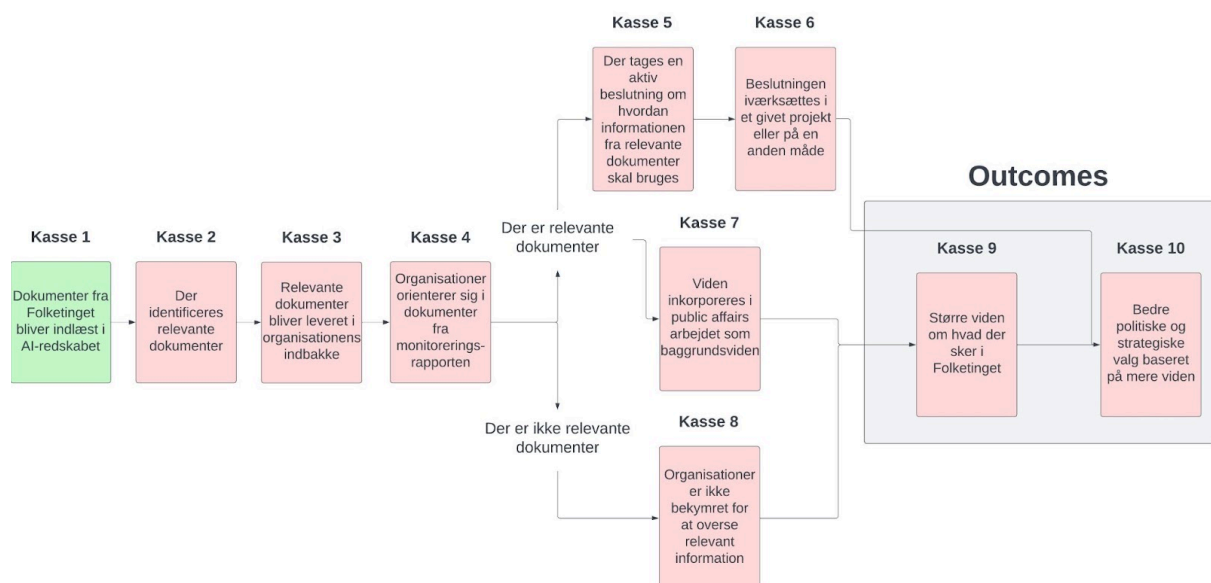 Kasse 1
Dokumenter fra
Folketinget
bliver indlæst i
AI-redskabet
Kasse 2
Der
identificeres
relevante
dokumenter
Kasse 3
Relevante
dokumenter
bliver leveret i
organisationens
indbakke
Kasse 4
Organisationer
orienterer sig i
dokumenter
fra
monitorerings-
rapporten
Der er relevante
dokumenter
Der er ikke relevante
dokumenter
Kasse 5
Der tages en
aktiv
beslutning om
hvordan
informationen
fra relevante
dokumenter
skal bruges
Kasse 6
Beslutningen
iværksættes i
et givet projekt
eller på en
anden måde
Kasse 7
Viden
inkorporeres i
public affairs
arbejdet som
baggrundsviden
Kasse 8
Organisationer
er ikke
bekymret for
at overse
relevant
information
Outcomes
Kasse 9
Større viden
om hvad der
sker i
Folketinget
Kasse 10
Bedre
politiske og
strategiske
valg baseret
på mere viden